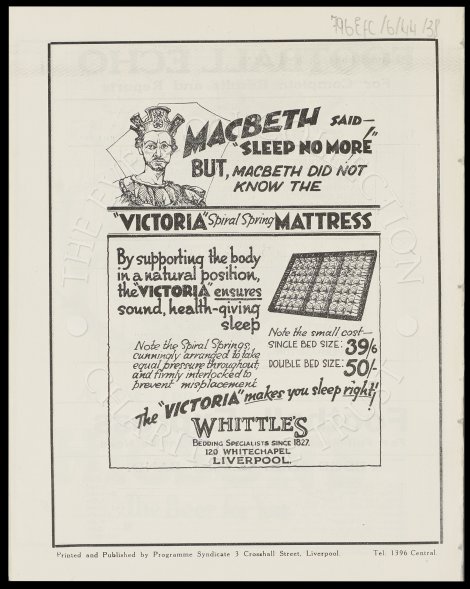 796EFC/6/44/38
MACBETH SAID—
"SLEEP NO MORE!"
BUT, MACBETH DID NOT
KNOW THE
"VICTORIA" Spiral Spring MATTRESS
By supporting the body
in a natural position,
the "VICTORIA" ensures
sound, health-giving
sleep
Note the Spiral Springs,
cunningly arranged to take
equal pressure throughout,
and firmly interlocked to
prevent misplacement
Note the small cost—
SINGLE BED SIZE: 39/6
DOUBLE BED SIZE: 50/-
The "VICTORIA" makes you sleep right!
WHITTLE'S
BEDDING SPECIALISTS SINCE 1827.
120 WHITECHAPEL
LIVERPOOL.
Printed and Published by Programme Syndicate 3 Crosshall Street, Liverpool. Tel. 1396 Central.